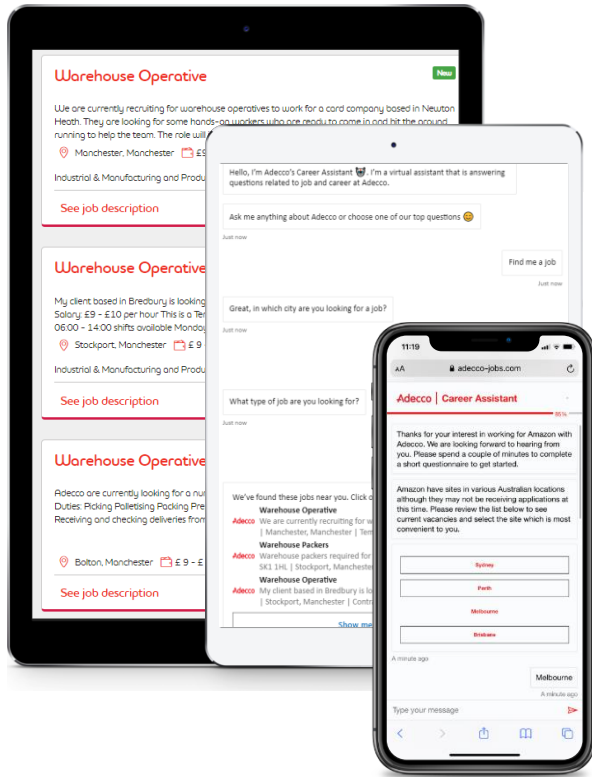 Warehouse Operative
New
We are currently recruiting for warehouse operatives to work for a card company based in Newton
Heath. They are looking for some hands-on workers who are ready to come in and hit the ground
running to help the team. The role will
Manchester, Manchester £9
Industrial & Manufacturing and Produ
See job description
Warehouse Operative
My client based in Bredbury is looking
Salary: £9 - £10 per hour This is a Te
06:00 - 14:00 shifts available Monday
Stockport, Manchester £ 9
Industrial & Manufacturing and Produ
See job description
Warehouse Operative
Adecco are currently looking for a nu
Duties: Picking Palletising Packing Pre
Receiving and checking deliveries from
Bolton, Manchester £ 9 - £
See job description
Hello, I'm Adecco's Career Assistant. I'm a virtual assistant that is answering
questions related to job and career at Adecco.
Ask me anything about Adecco or choose one of our top questions
Just now
Find me a job
Just now
Great, in which city are you looking for a job?
Just now
What type of job are you looking for?
Just now
We've found these jobs near you. Click o
Warehouse Operative
Adecco We are currently recruiting for w
| Manchester, Manchester | Tem
Warehouse Packers
Adecco Warehouse packers required for
SK1 1HL | Stockport, Manchester
Warehouse Operative
Adecco My client based in Bredbury is lo
| Stockport, Manchester | Contr
Show me
11:19
AA adecco-jobs.com
Adecco | Career Assistant
85%
Thanks for your interest in working for Amazon with
Adecco. We are looking forward to hearing from
you. Please spend a couple of minutes to complete
a short questionnaire to get started.
Amazon have sites in various Australian locations
although they may not be receiving applications at
this time. Please review the list below to see
current vacancies and select the site which is most
convenient to you.
Sydney
Perth
Melbourne
Brisbane
A minute ago
Melbourne
A minute ago
Type your message